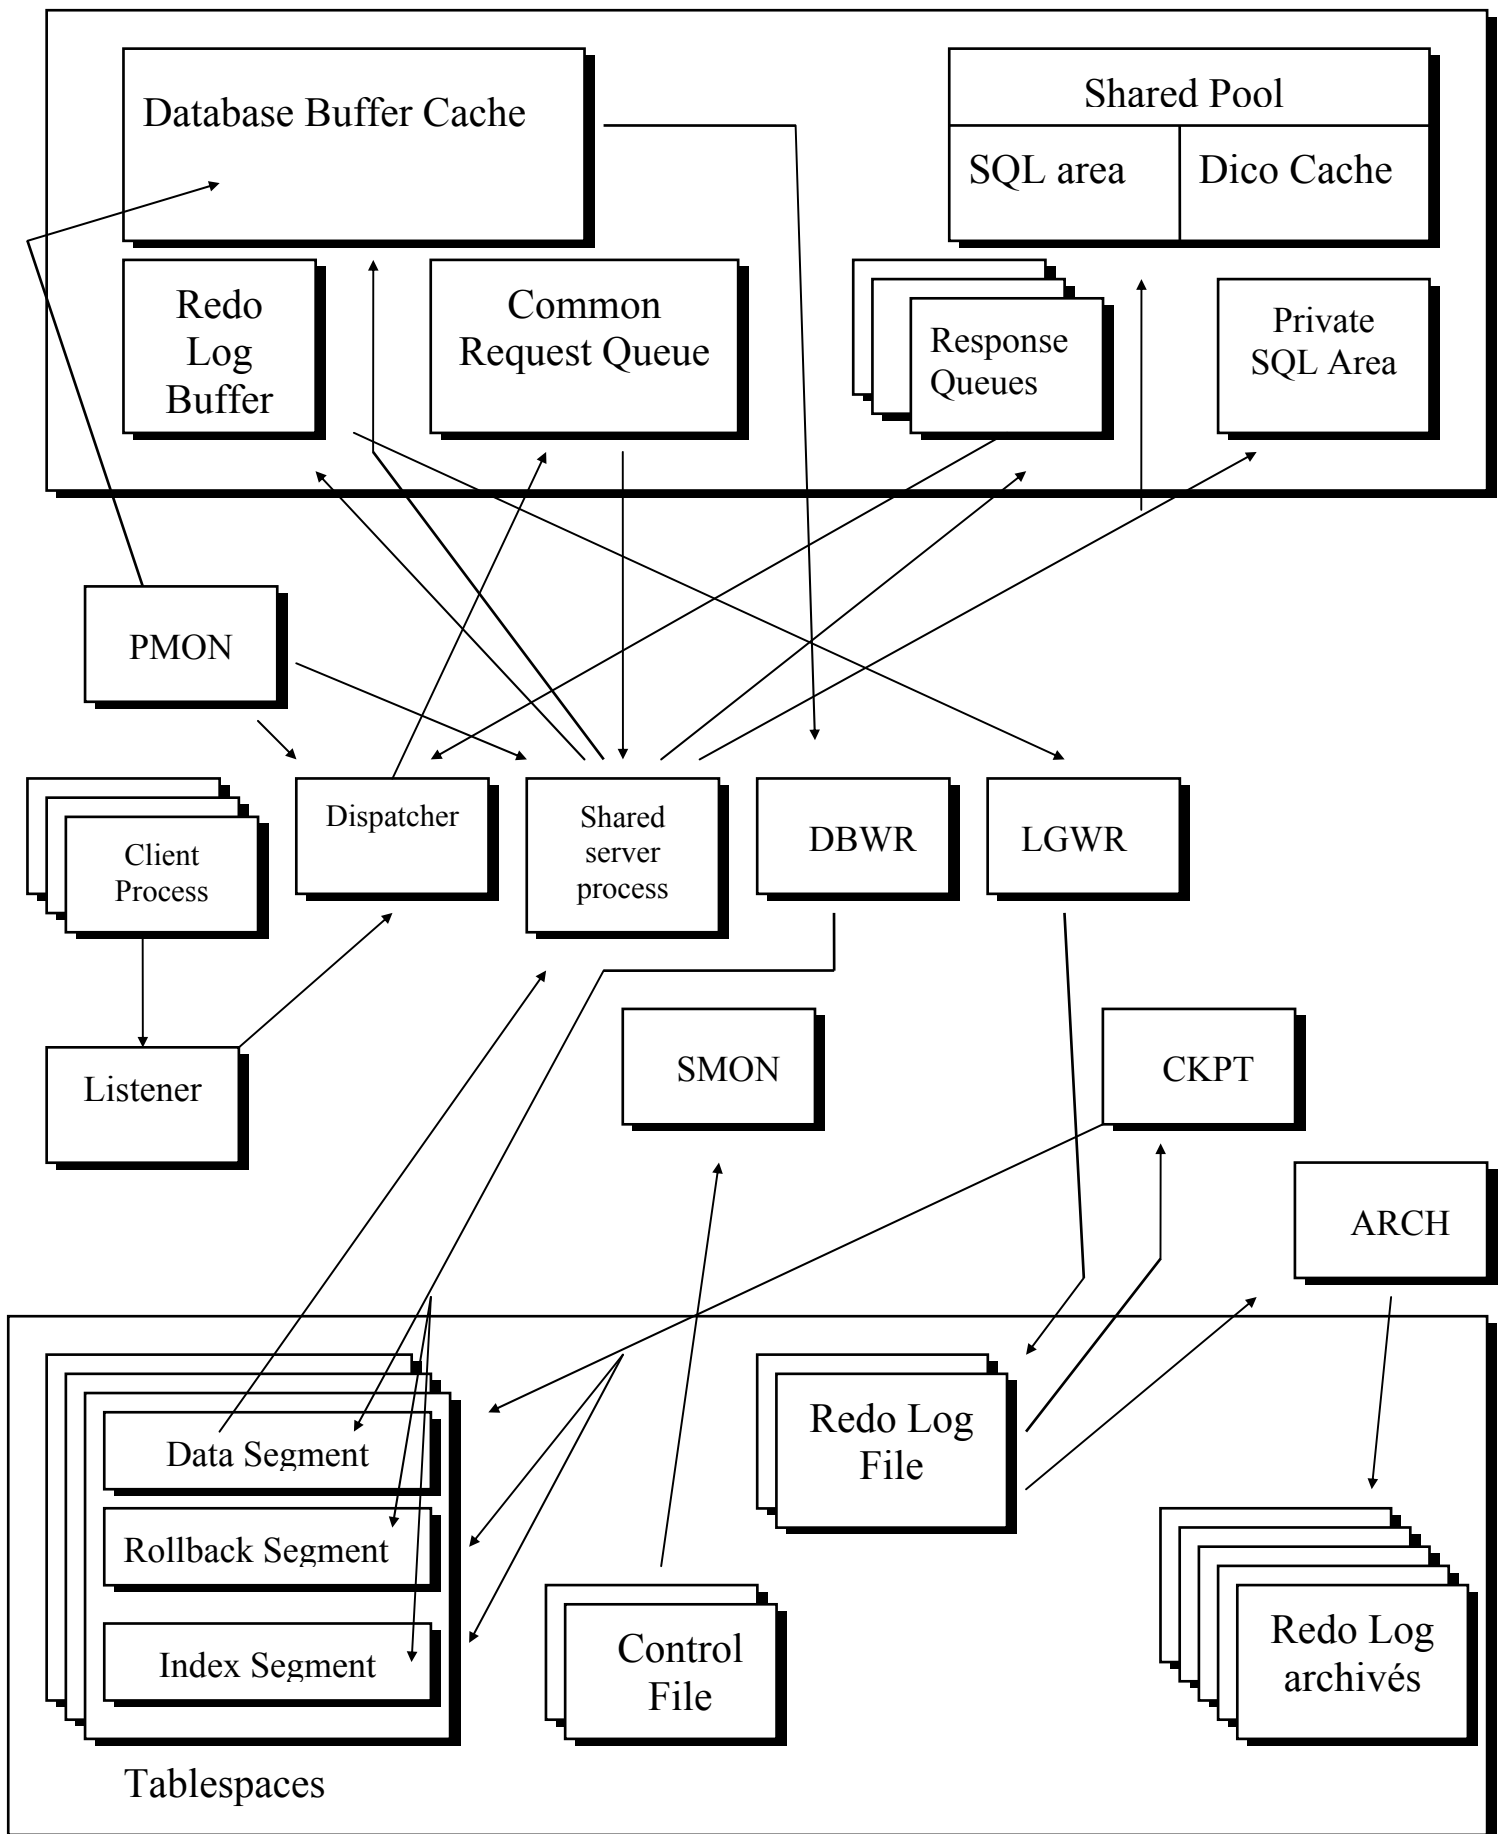 Database Buffer Cache
Shared Pool
SQL area
Dico Cache
Redo
Log
Buffer
Common
Request Queue
Response
Queues
Private
SQL Area
PMON
Client
Process
Dispatcher
Shared
server
process
DBWR
LGWR
Listener
SMON
CKPT
ARCH
Data Segment
Rollback Segment
Index Segment
Tablespaces
Control
File
Redo Log
File
Redo Log
archivés